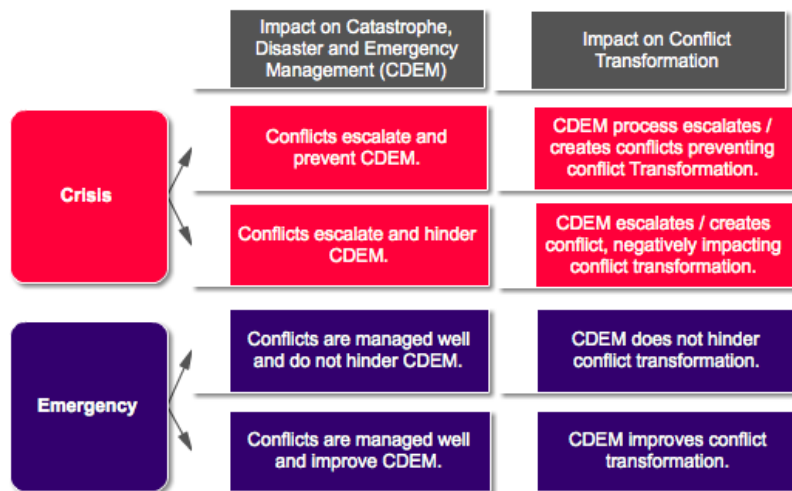 Impact on Catastrophe,
Disaster and Emergency
Management (CDEM)
Impact on Conflict
Transformation
Crisis
Conflicts escalate and
prevent CDEM.
CDEM process escalates /
creates conflicts preventing
conflict Transformation.
Conflicts escalate and hinder
CDEM.
CDEM escalates / creates
conflict, negatively impacting
conflict transformation.
Emergency
Conflicts are managed well
and do not hinder CDEM.
CDEM does not hinder
conflict transformation.
Conflicts are managed well
and improve CDEM.
CDEM improves conflict
transformation.